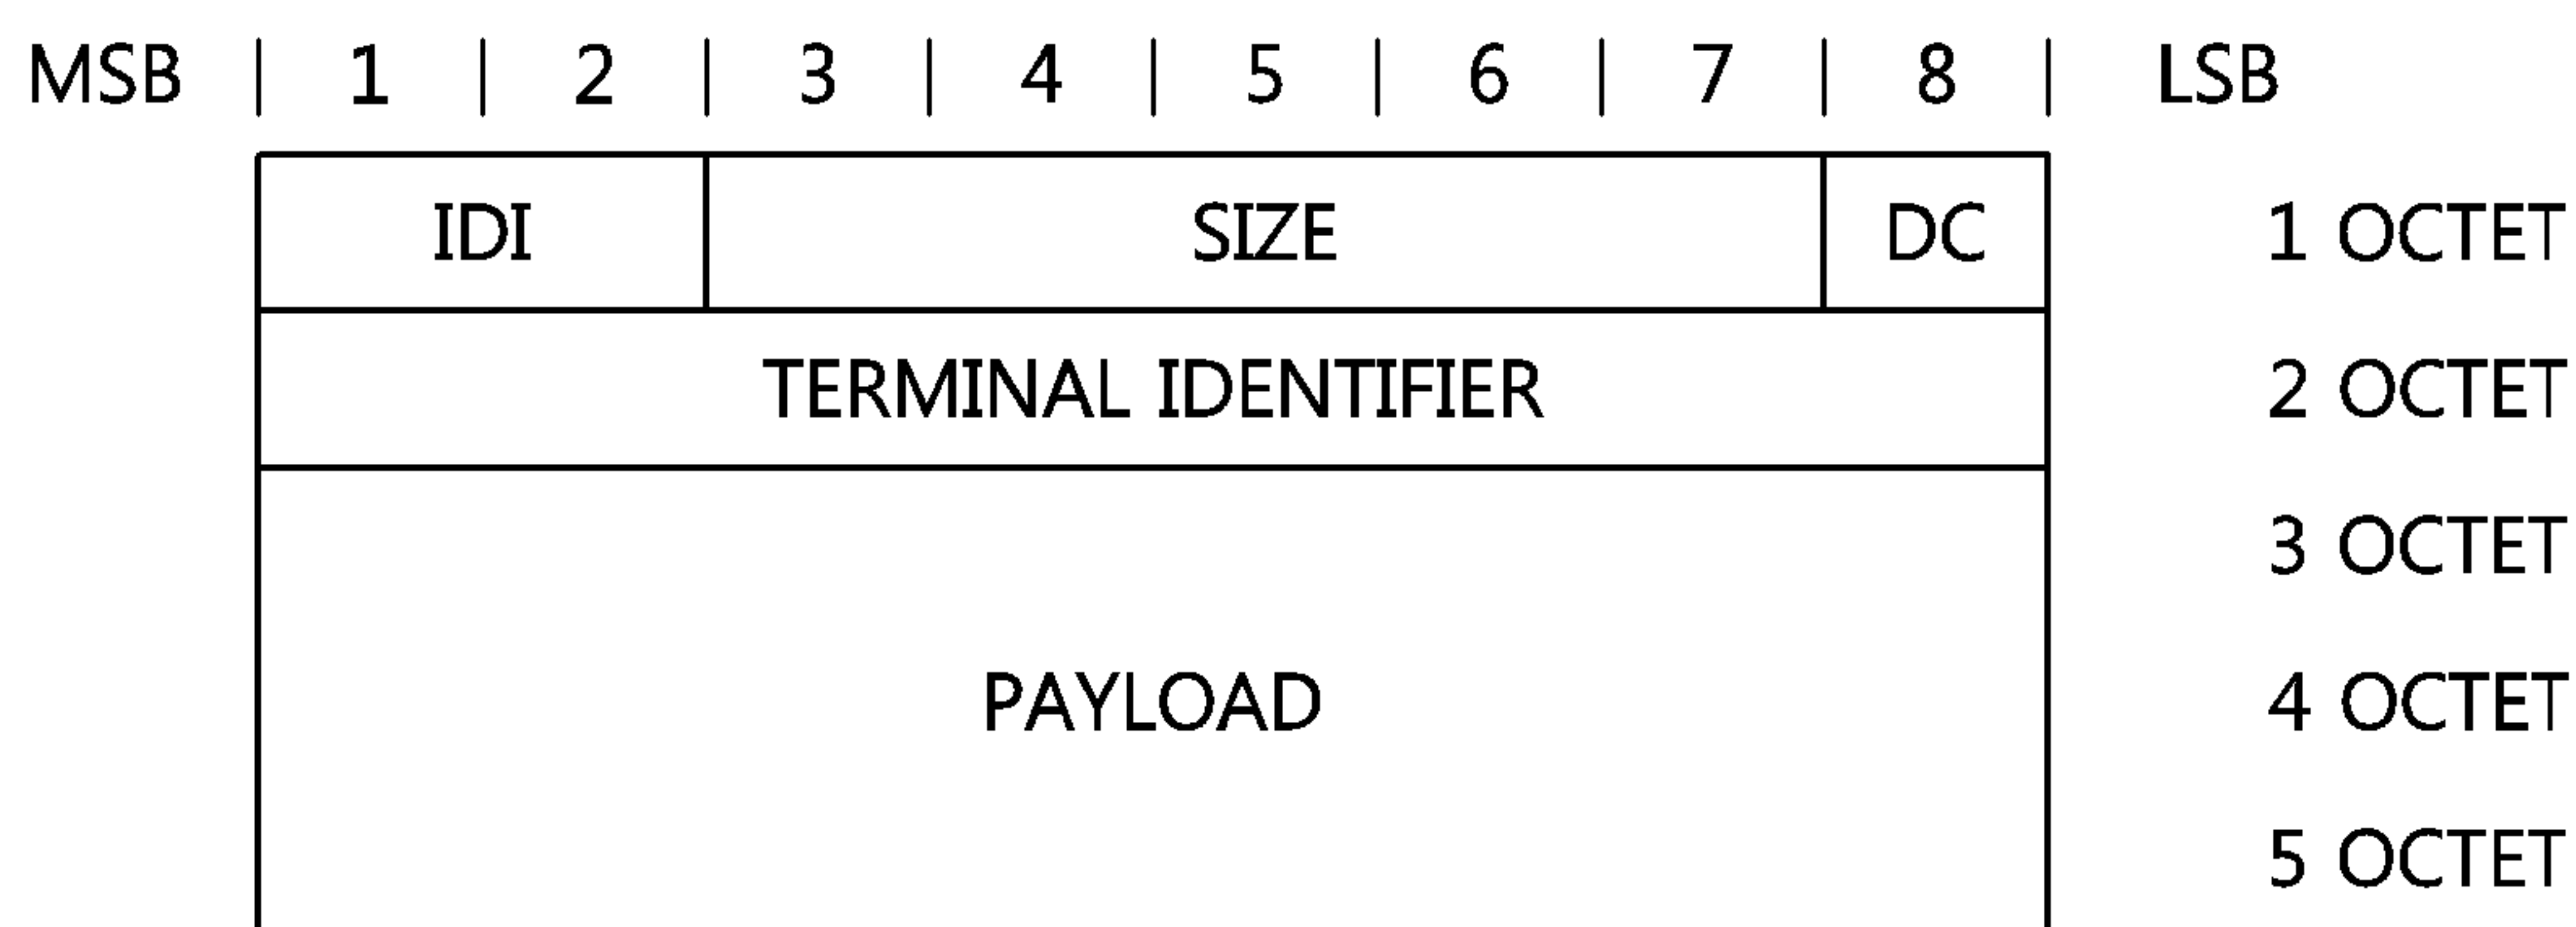 MSB | 1 | 2 | 3 | 4 | 5 | 6 | 7 | 8 | LSB
IDI SIZE DC 1 OCTET
TERMINAL IDENTIFIER 2 OCTET
3 OCTET
PAYLOAD 4 OCTET
5 OCTET